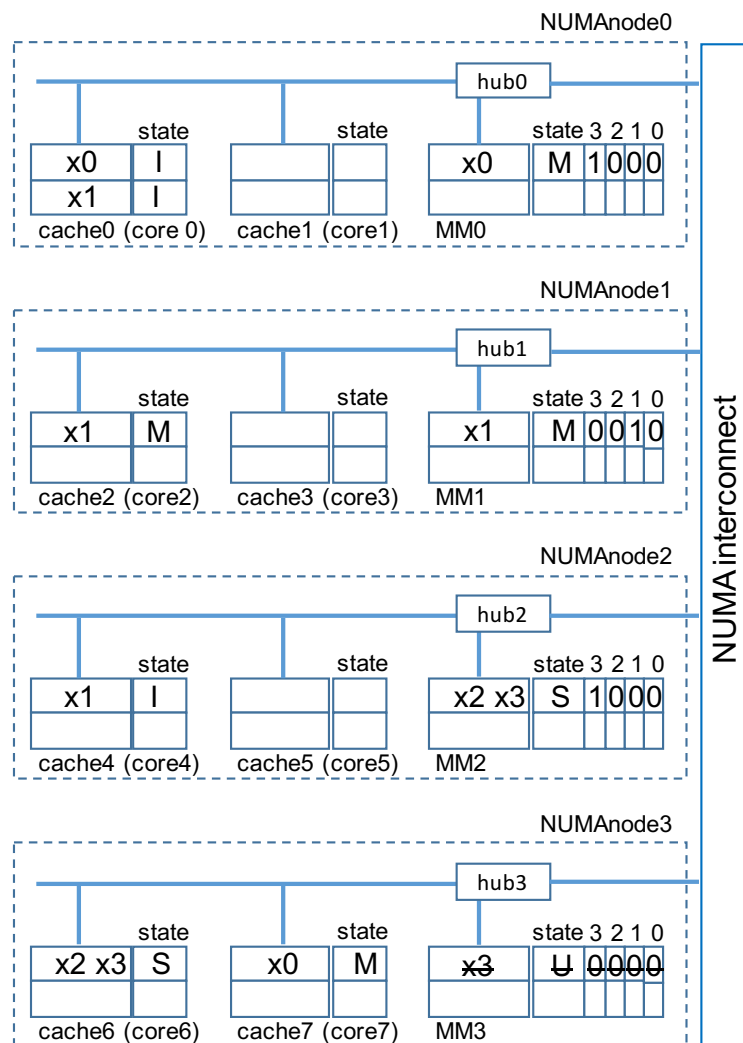 NUMAnode0
hub0
state state state 3 2 1 0
x0 I x0 M 1 0 0 0
x1 I
cache0 (core 0) cache1 (core1) MM0
NUMAnode1
hub1
state state state 3 2 1 0
x1 M x1 M 0 0 1 0
cache2 (core2) cache3 (core3) MM1
NUMAnode2
hub2
state state state 3 2 1 0
x1 I x2 x3 S 1 0 0 0
cache4 (core4) cache5 (core5) MM2
NUMAnode3
hub3
state state state 3 2 1 0
x2 x3 S x0 M x3 U 0 0 0 0
cache6 (core6) cache7 (core7) MM3
NUMA interconnect